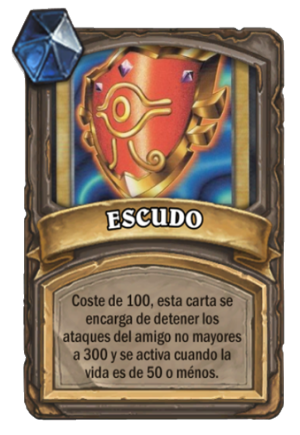 ESCUDO
Coste de 100, esta carta se
encarga de detener los
ataques del amigo no mayores
a 300 y se activa cuando la
vida es de 50 o ménos.